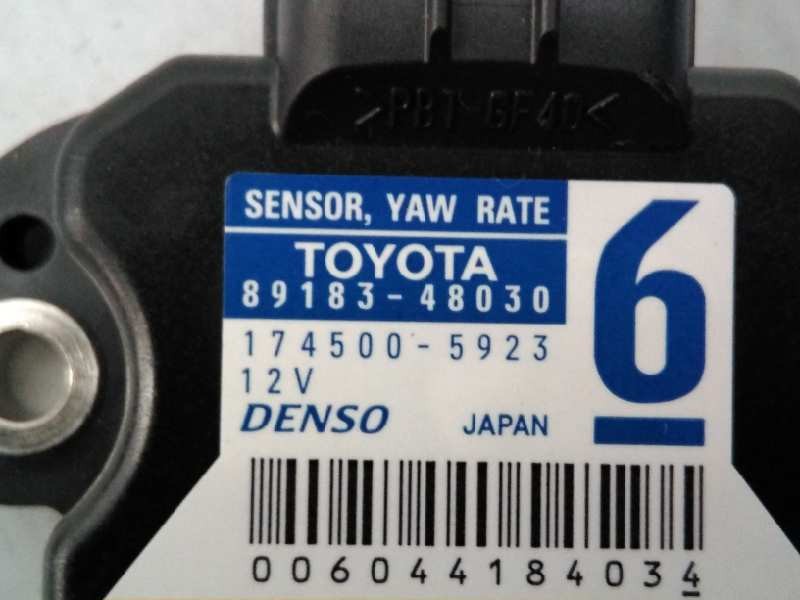 >PBT-GF40<
SENSOR, YAW RATE
TOYOTA
89183-48030
6
174500-5923
12V
DENSO JAPAN
006044184034